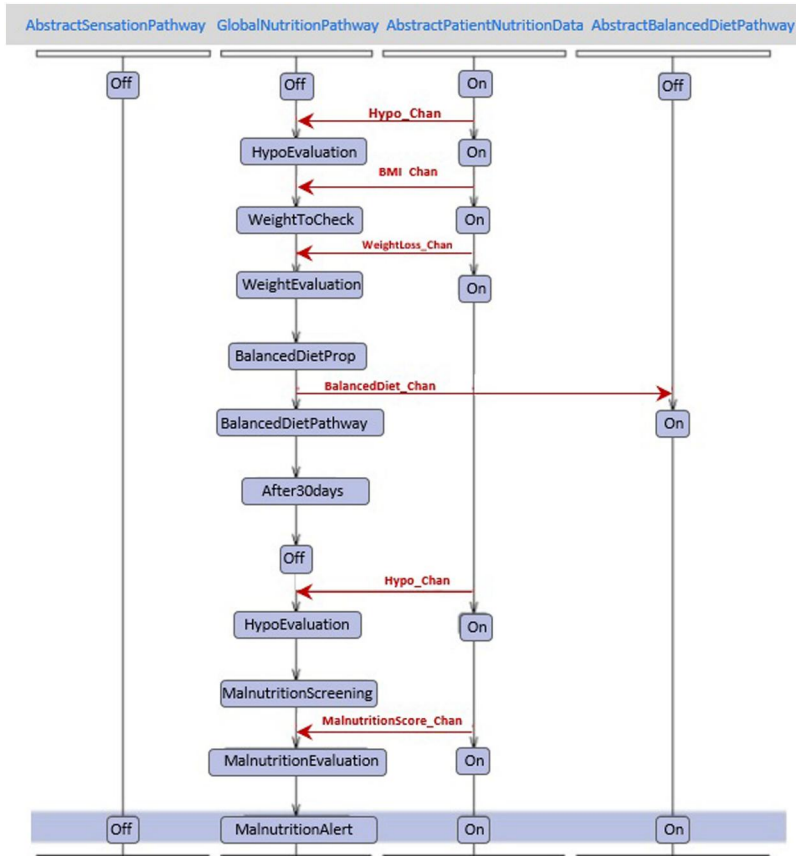 AbstractSensationPathway GlobalNutritionPathway AbstractPatientNutritionData AbstractBalancedDietPathway
Off Off On Off
Hypo_Chan
HypoEvaluation On
BMI Chan
WeightToCheck On
WeightLoss_Chan
WeightEvaluation On
BalancedDietProp
BalancedDiet_Chan
BalancedDietPathway On
After30days
Off
Hypo_Chan
HypoEvaluation On
MalnutritionScreening
MalnutritionScore_Chan
MalnutritionEvaluation On
Off MalnutritionAlert On On